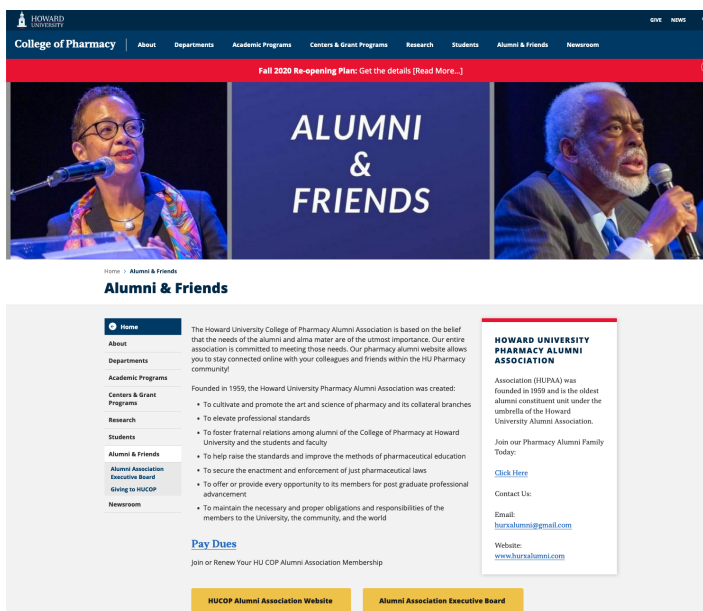 HOWARD
UNIVERSITY
GIVE NEWS
College of Pharmacy
About Departments Academic Programs Centers & Grant Programs Research Students Alumni & Friends Newsroom
Fall 2020 Re-opening Plan: Get the details [Read More...]
ALUMNI
&
FRIENDS
Home Alumni & Friends
Alumni & Friends
Home
About
Departments
Academic Programs
Centers & Grant
Programs
Research
Students
Alumni & Friends
Alumni Association
Executive Board
Giving to HUCOP
Newsroom
The Howard University College of Pharmacy Alumni Association is based on the belief
that the needs of the alumni and alma mater are of the utmost importance. Our entire
association is committed to meeting those needs. Our pharmacy alumni website allows
you to stay connected online with your colleagues and friends within the HU Pharmacy
community!
Founded in 1959, the Howard University Pharmacy Alumni Association was created:
• To cultivate and promote the art and science of pharmacy and its collateral branches
• To elevate professional standards
• To foster fraternal relations among alumni of the College of Pharmacy at Howard
University and the students and faculty
• To help raise the standards and improve the methods of pharmaceutical education
• To secure the enactment and enforcement of just pharmaceutical laws
• To offer or provide every opportunity to its members for post graduate professional
advancement
• To maintain the necessary and proper obligations and responsibilities of the
members to the University, the community, and the world
Pay Dues
Join or Renew Your HU COP Alumni Association Membership
HUCOP Alumni Association Website
Alumni Association Executive Board
HOWARD UNIVERSITY
PHARMACY ALUMNI
ASSOCIATION
Association (HUPAA) was
founded in 1959 and is the oldest
alumni constituent unit under the
umbrella of the Howard
University Alumni Association.
Join our Pharmacy Alumni Family
Today:
Click Here
Contact Us:
Email:
hurxalumni@gmail.com
Website:
www.hurxalumni.com